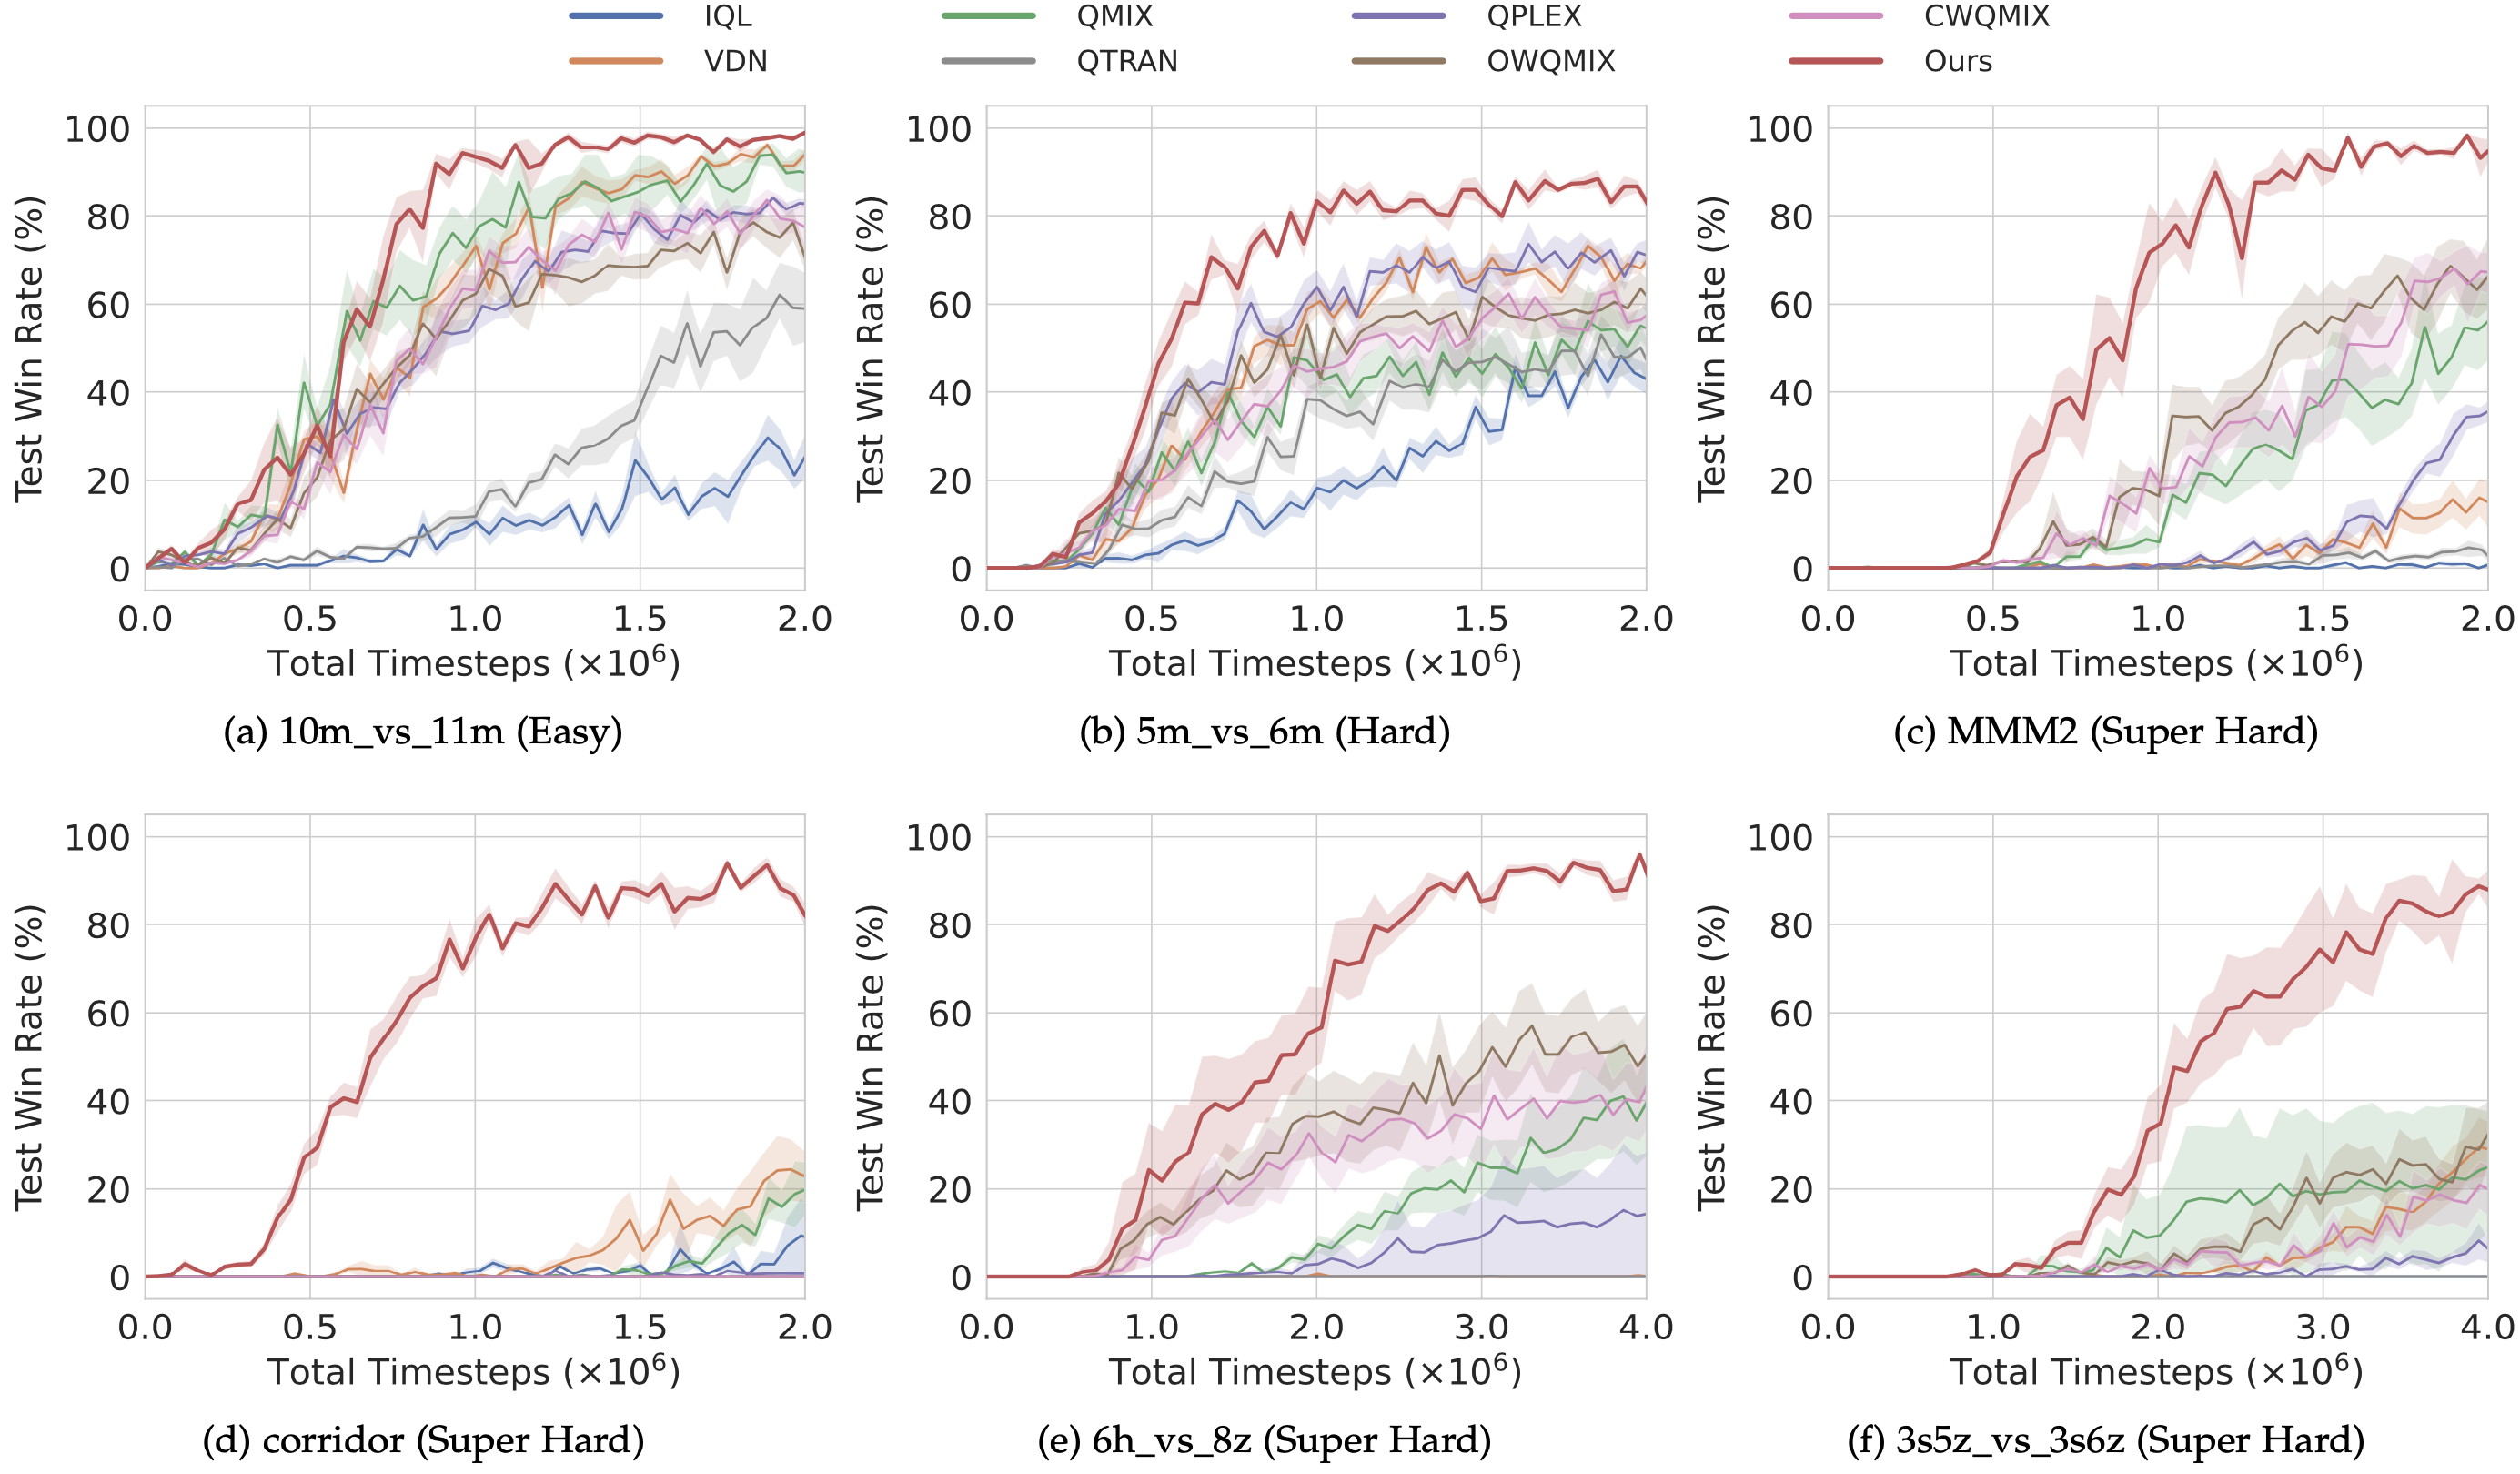 IQL QMIX QPLEX CWQMIX
VDN QTRAN OWQMIX Ours
Test Win Rate (%)
100
80
60
40
20
0
0.0 0.5 1.0 1.5 2.0
Total Timesteps (×10⁶)
(a) 10m_vs_11m (Easy)
Test Win Rate (%)
100
80
60
40
20
0
0.0 0.5 1.0 1.5 2.0
Total Timesteps (×10⁶)
(b) 5m_vs_6m (Hard)
Test Win Rate (%)
100
80
60
40
20
0
0.0 0.5 1.0 1.5 2.0
Total Timesteps (×10⁶)
(c) MMM2 (Super Hard)
Test Win Rate (%)
100
80
60
40
20
0
0.0 0.5 1.0 1.5 2.0
Total Timesteps (×10⁶)
(d) corridor (Super Hard)
Test Win Rate (%)
100
80
60
40
20
0
0.0 1.0 2.0 3.0 4.0
Total Timesteps (×10⁶)
(e) 6h_vs_8z (Super Hard)
Test Win Rate (%)
100
80
60
40
20
0
0.0 1.0 2.0 3.0 4.0
Total Timesteps (×10⁶)
(f) 3s5z_vs_3s6z (Super Hard)